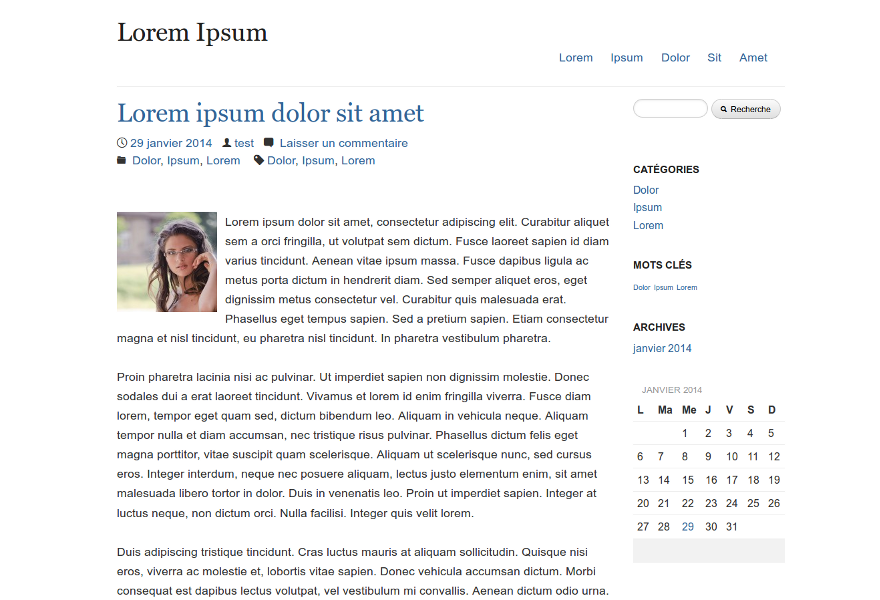 Lorem Ipsum
Lorem Ipsum Dolor Sit Amet
Lorem ipsum dolor sit amet
29 janvier 2014 test Laisser un commentaire
Dolor, Ipsum, Lorem Dolor, Ipsum, Lorem
Lorem ipsum dolor sit amet, consectetur adipiscing elit. Curabitur aliquet
sem a orci fringilla, ut volutpat sem dictum. Fusce laoreet sapien id diam
varius tincidunt. Aenean vitae ipsum massa. Fusce dapibus ligula ac
metus porta dictum in hendrerit diam. Sed semper aliquet eros, eget
dignissim metus consectetur vel. Curabitur quis malesuada erat.
Phasellus eget tempus sapien. Sed a pretium sapien. Etiam consectetur
magna et nisl tincidunt, eu pharetra nisl tincidunt. In pharetra vestibulum pharetra.
Proin pharetra lacinia nisi ac pulvinar. Ut imperdiet sapien non dignissim molestie. Donec
sodales dui a erat laoreet tincidunt. Vivamus et lorem id enim fringilla viverra. Fusce diam
lorem, tempor eget quam sed, dictum bibendum leo. Aliquam in vehicula neque. Aliquam
tempor nulla et diam accumsan, nec tristique risus pulvinar. Phasellus dictum felis eget
magna porttitor, vitae suscipit quam scelerisque. Aliquam ut scelerisque nunc, sed cursus
eros. Integer interdum, neque nec posuere aliquam, lectus justo elementum enim, sit amet
malesuada libero tortor in dolor. Duis in venenatis leo. Proin ut imperdiet sapien. Integer at
luctus neque, non dictum orci. Nulla facilisi. Integer quis velit lorem.
Duis adipiscing tristique tincidunt. Cras luctus mauris at aliquam sollicitudin. Quisque nisi
eros, viverra ac molestie et, lobortis vitae sapien. Donec vehicula accumsan dictum. Morbi
consequat est dapibus lectus volutpat, vel vestibulum mi convallis. Aenean dictum odio urna.
Recherche
CATÉGORIES
Dolor
Ipsum
Lorem
MOTS CLÉS
Dolor Ipsum Lorem
ARCHIVES
janvier 2014
JANVIER 2014
L Ma Me J V S D
1 2 3 4 5
6 7 8 9 10 11 12
13 14 15 16 17 18 19
20 21 22 23 24 25 26
27 28 29 30 31